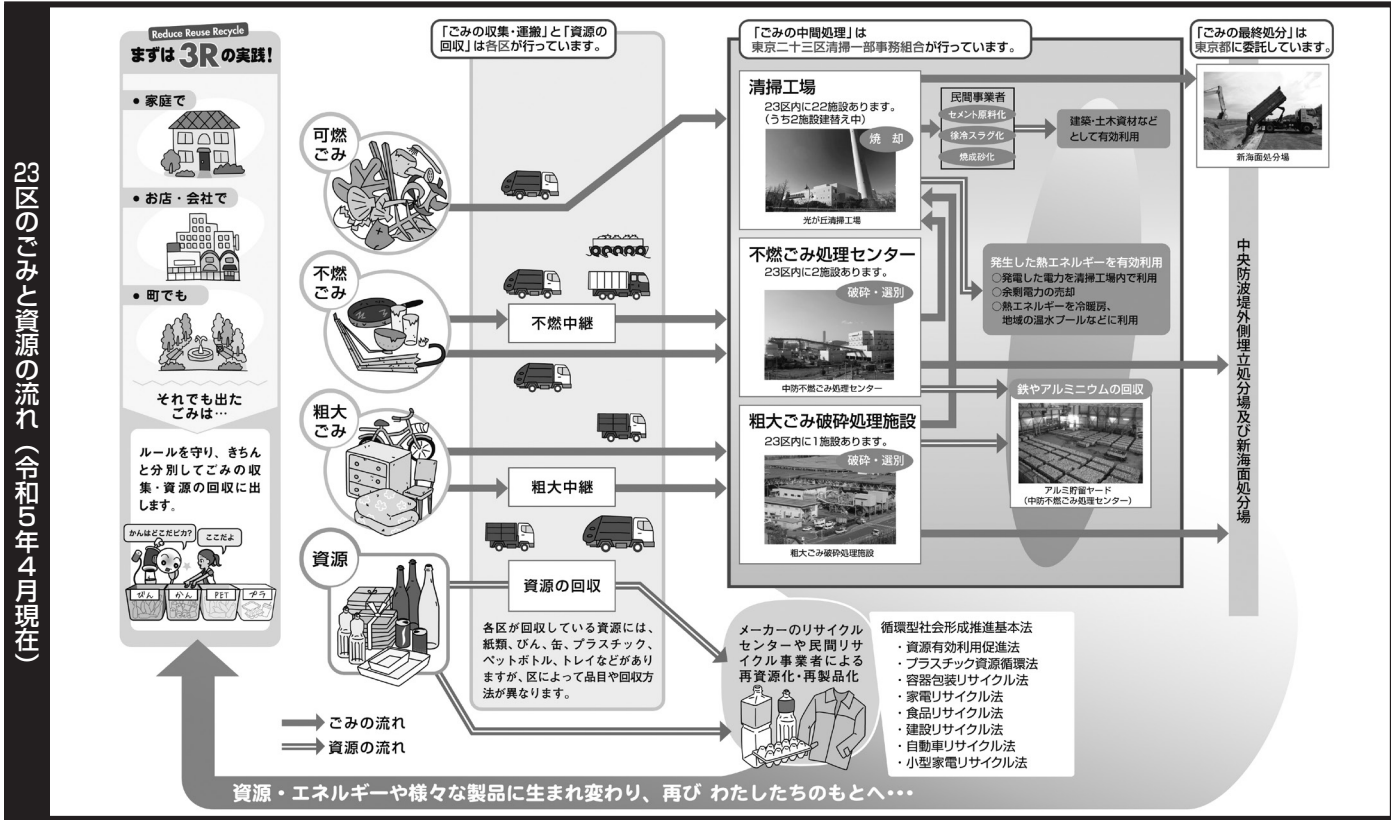 23区のごみと資源の流れ（令和5年4月現在）
Reduce Reuse Recycle
まずは3Rの実践！
● 家庭で
● お店・会社で
● 町でも
それでも出た
ごみは…
ルールを守り、きちん
と分別してごみの収
集・資源の回収に出
します。
かんはどこだピカ?
ここだよ
びん
かん
PET
プラ
「ごみの収集・運搬」と「資源の
回収」は各区が行っています。
可燃
ごみ
不燃
ごみ
不燃中継
粗大
ごみ
粗大中継
資源
資源の回収
各区が回収している資源には、
紙類、びん、缶、プラスチック、
ペットボトル、トレイなどがあり
ますが、区によって品目や回収方
法が異なります。
ごみの流れ
資源の流れ
「ごみの中間処理」は
東京二十三区清掃一部事務組合が行っています。
清掃工場
23区内に22施設あります。
（うち2施設建替え中）
焼 却
光が丘清掃工場
民間事業者
セメント原料化
徐冷スラグ化
焼成砂化
建築・土木資材など
として有効利用
不燃ごみ処理センター
23区内に2施設あります。
破砕・選別
中防不燃ごみ処理センター
発生した熱エネルギーを有効利用
○発電した電力を清掃工場内で利用
○余剰電力の売却
○熱エネルギーを冷暖房、
地域の温水プールなどに利用
粗大ごみ破砕処理施設
23区内に1施設あります。
破砕・選別
粗大ごみ破砕処理施設
鉄やアルミニウムの回収
アルミ貯留ヤード
（中防不燃ごみ処理センター）
「ごみの最終処分」は
東京都に委託しています。
新海面処分場
中央防波堤外側埋立処分場及び新海面処分場
メーカーのリサイクル
センターや民間リサ
イクル事業者による
再資源化・再製品化
循環型社会形成推進基本法
・資源有効利用促進法
・プラスチック資源循環法
・容器包装リサイクル法
・家電リサイクル法
・食品リサイクル法
・建設リサイクル法
・自動車リサイクル法
・小型家電リサイクル法
資源・エネルギーや様々な製品に生まれ変わり、再び わたしたちのもとへ…